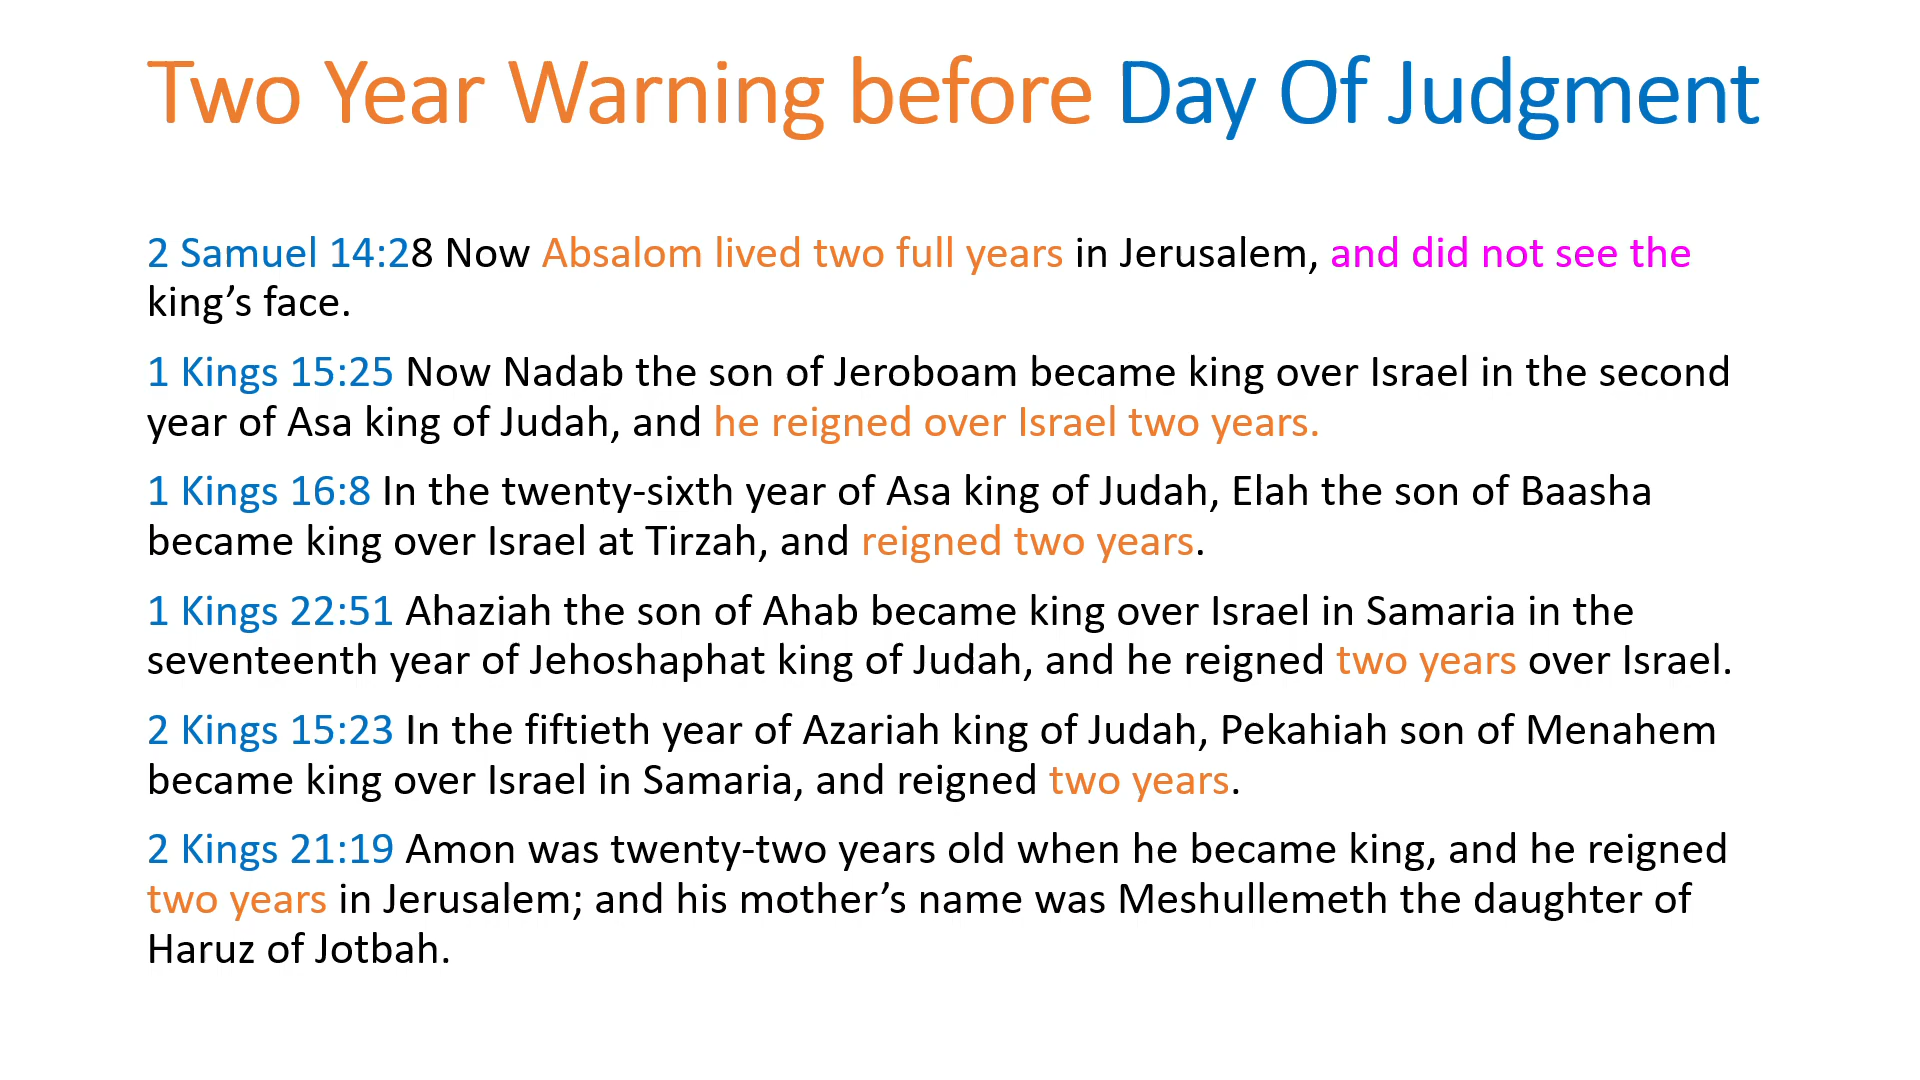 Two Year Warning before Day Of Judgment
2 Samuel 14:28 Now Absalom lived two full years in Jerusalem, and did not see the
king’s face.
1 Kings 15:25 Now Nadab the son of Jeroboam became king over Israel in the second
year of Asa king of Judah, and he reigned over Israel two years.
1 Kings 16:8 In the twenty-sixth year of Asa king of Judah, Elah the son of Baasha
became king over Israel at Tirzah, and reigned two years.
1 Kings 22:51 Ahaziah the son of Ahab became king over Israel in Samaria in the
seventeenth year of Jehoshaphat king of Judah, and he reigned two years over Israel.
2 Kings 15:23 In the fiftieth year of Azariah king of Judah, Pekahiah son of Menahem
became king over Israel in Samaria, and reigned two years.
2 Kings 21:19 Amon was twenty-two years old when he became king, and he reigned
two years in Jerusalem; and his mother’s name was Meshullemeth the daughter of
Haruz of Jotbah.